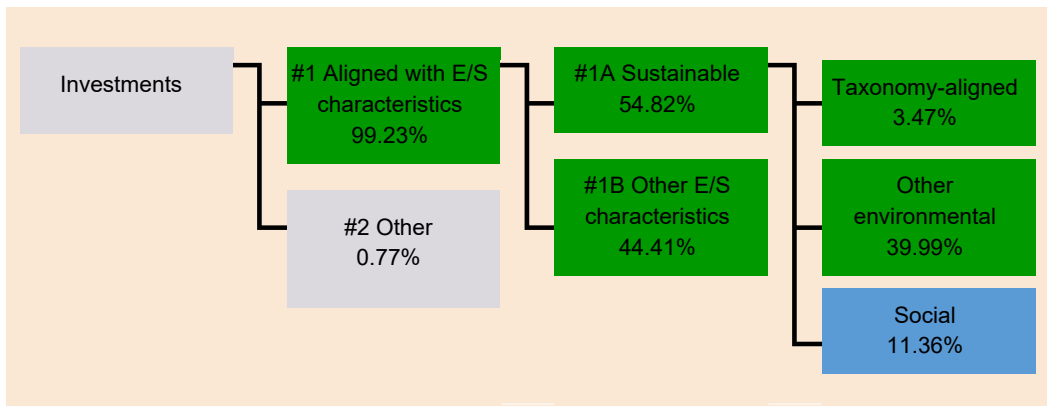 Investments
#1 Aligned with E/S
characteristics
99.23%
#2 Other
0.77%
#1A Sustainable
54.82%
#1B Other E/S
characteristics
44.41%
Taxonomy-aligned
3.47%
Other
environmental
39.99%
Social
11.36%